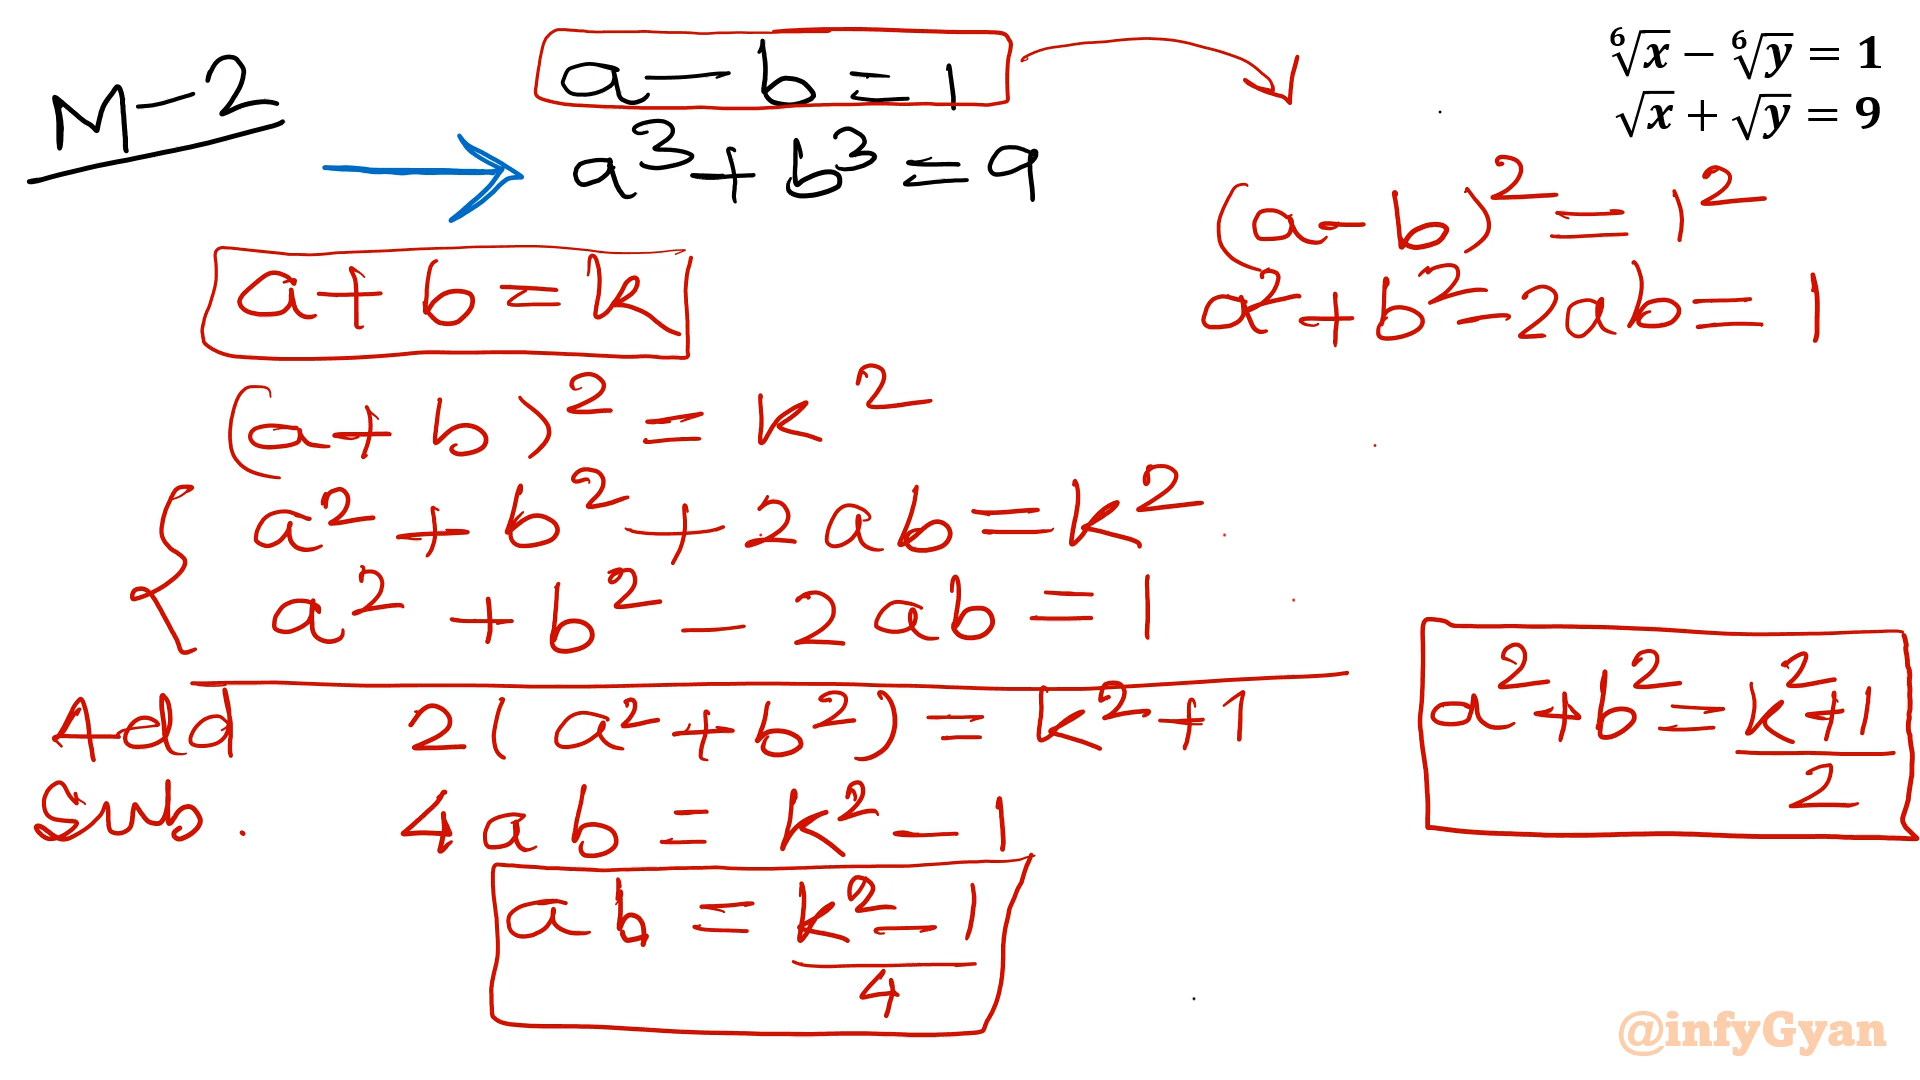 M-2
a - b = 1
a³ + b³ = 9
⁶√x − ⁶√y = 1
√x + √y = 9
(a - b)² = 1²
a² + b² - 2ab = 1
a + b = k
(a + b)² = k²
a² + b² + 2ab = k²
a² + b² - 2ab = 1
Add 2(a² + b²) = k² + 1
a² + b² = (k² + 1)/2
Sub. 4ab = k² - 1
ab = (k² - 1)/4
@infyGyan